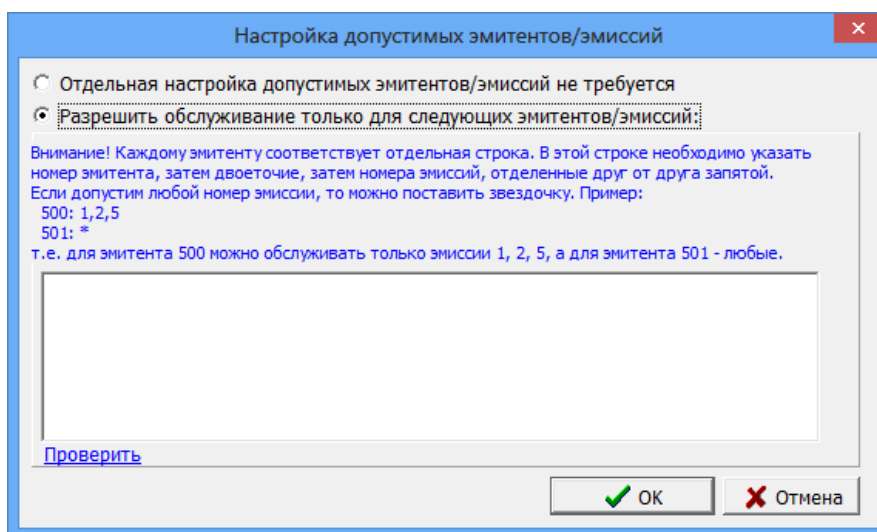 Настройка допустимых эмитентов/эмиссий
Отдельная настройка допустимых эмитентов/эмиссий не требуется
Разрешить обслуживание только для следующих эмитентов/эмиссий:
Внимание! Каждому эмитенту соответствует отдельная строка. В этой строке необходимо указать
номер эмитента, затем двоеточие, затем номера эмиссий, отделенные друг от друга запятой.
Если допустим любой номер эмиссии, то можно поставить звездочку. Пример:
500: 1,2,5
501: *
т.е. для эмитента 500 можно обслуживать только эмиссии 1, 2, 5, а для эмитента 501 - любые.
Проверить
ОК
Отмена